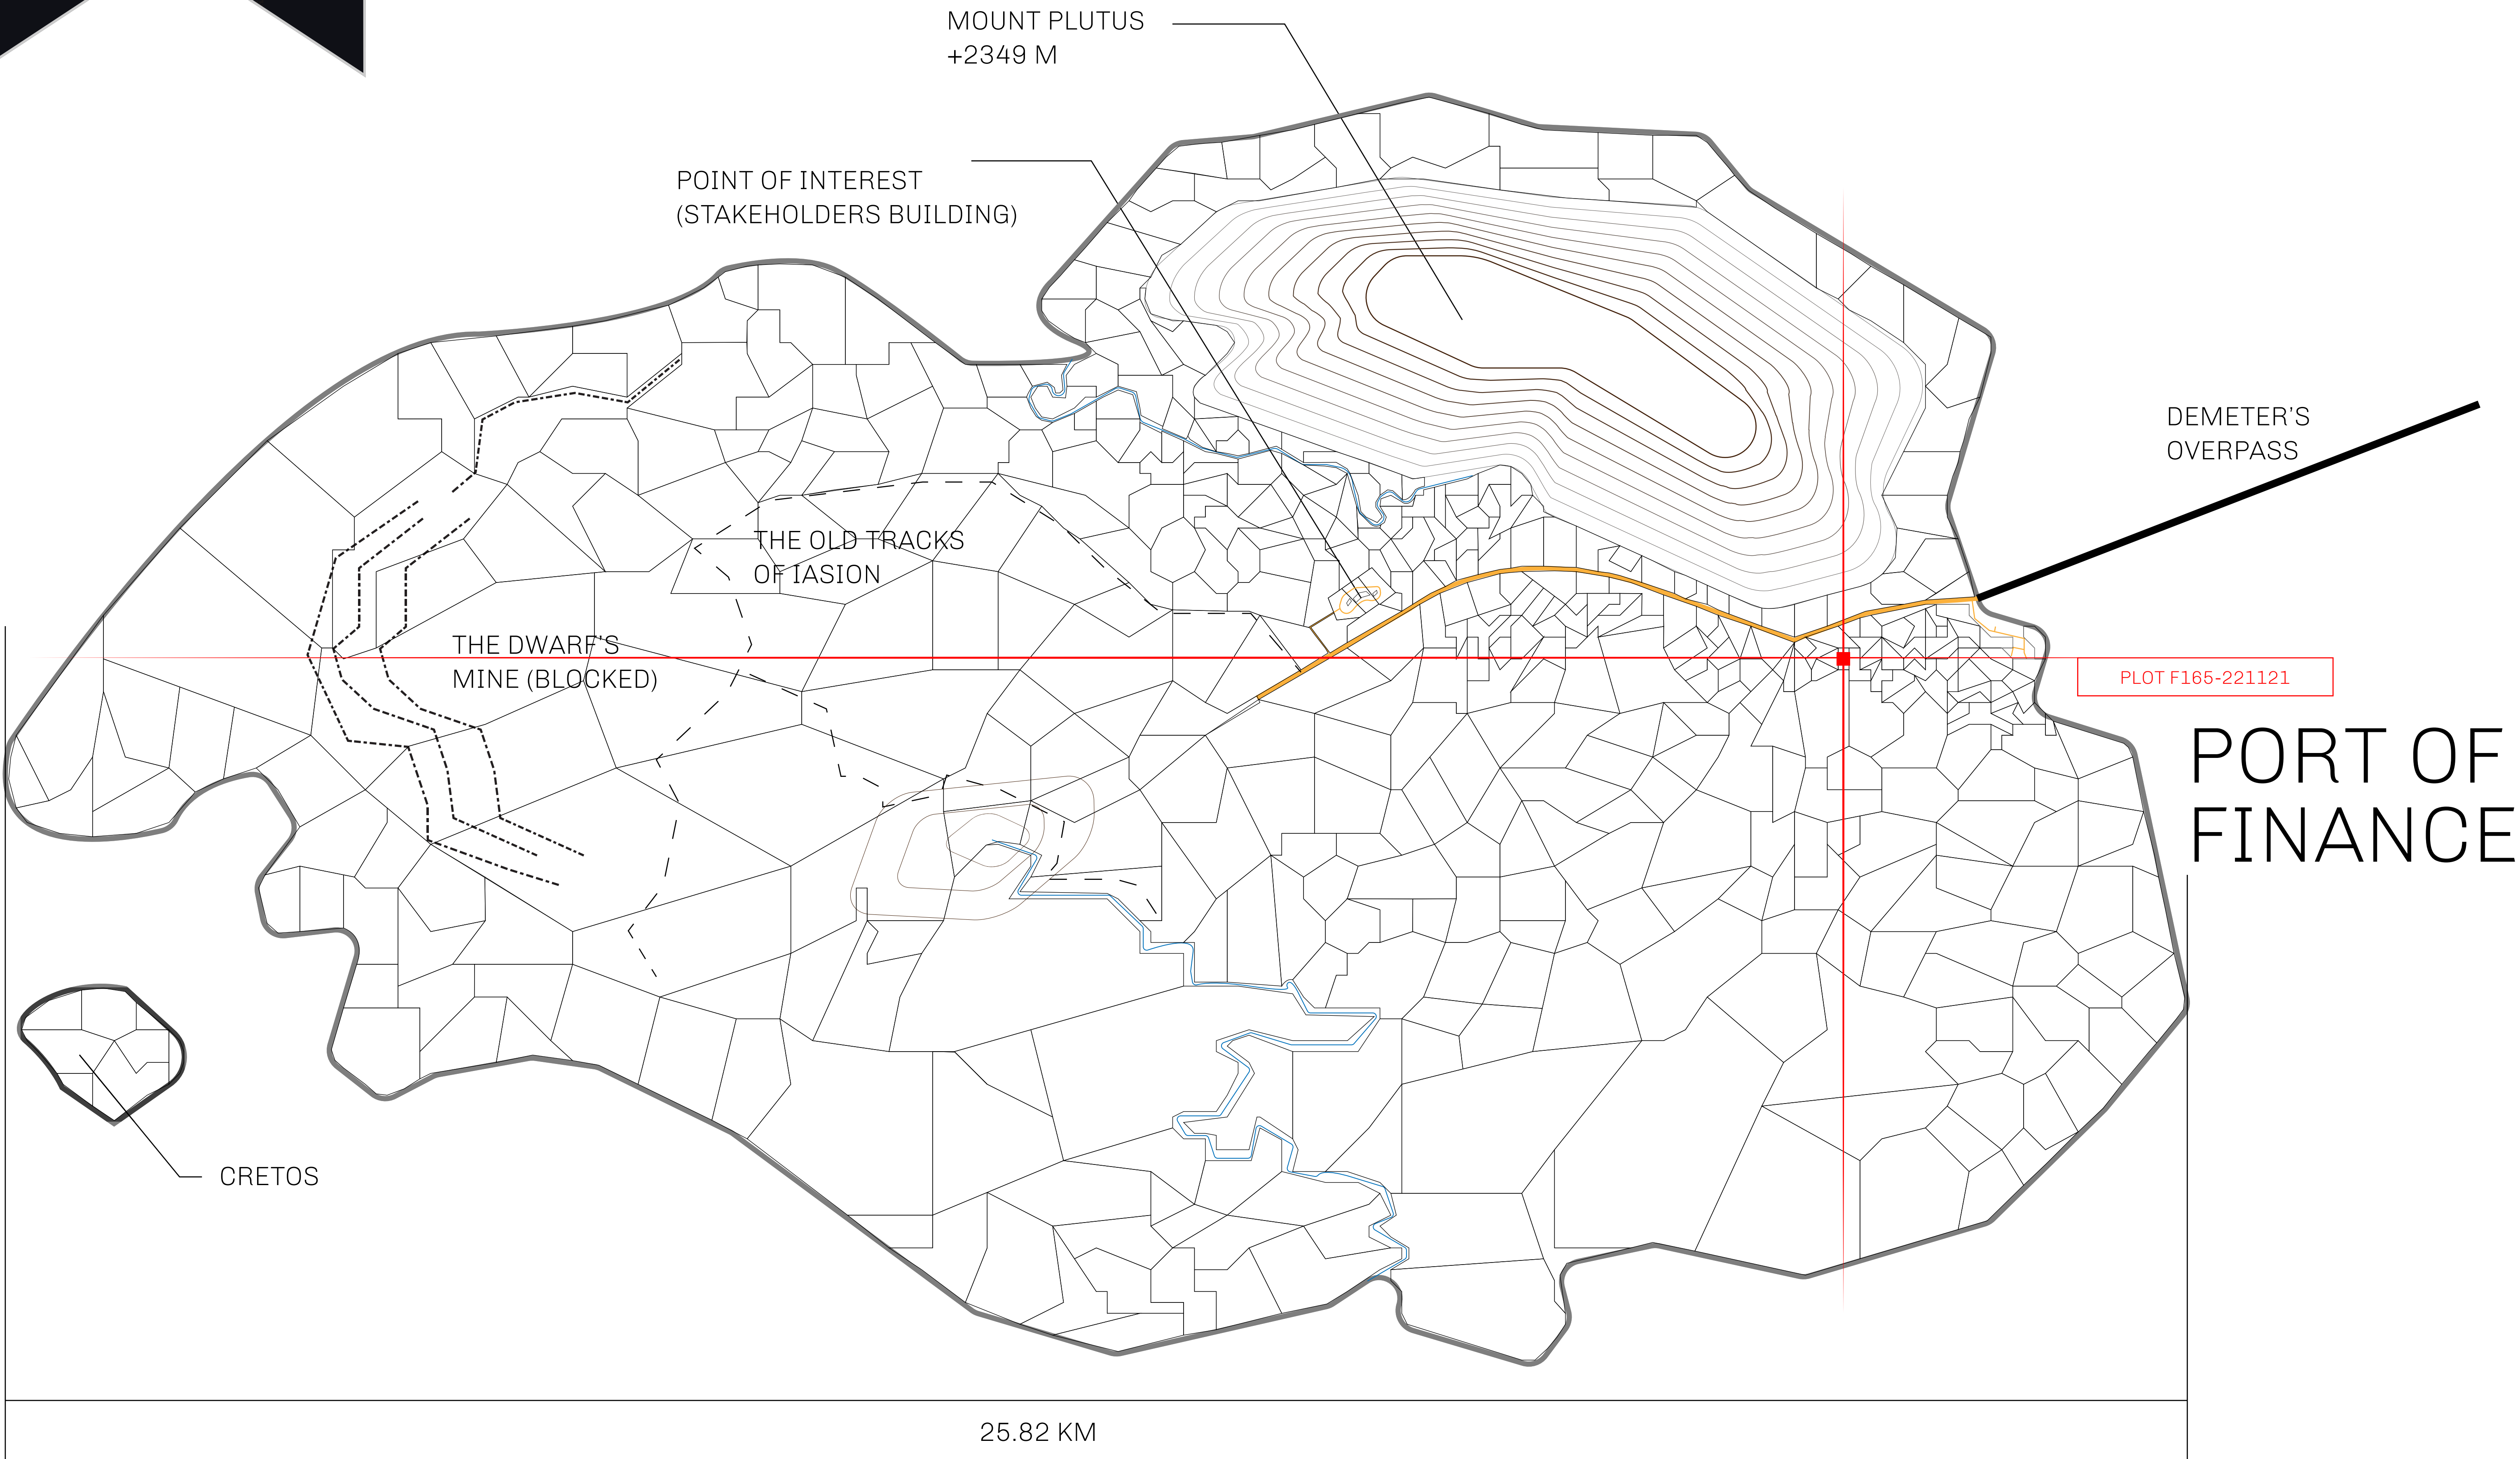 MOUNT PLUTUS
+2349 M
POINT OF INTEREST
(STAKEHOLDERS BUILDING)
DEMETER'S
OVERPASS
THE OLD TRACKS
OF IASION
THE DWARF'S
MINE (BLOCKED)
PLOT F165-221121
PORT OF
FINANCE
CRETOS
25.82 KM